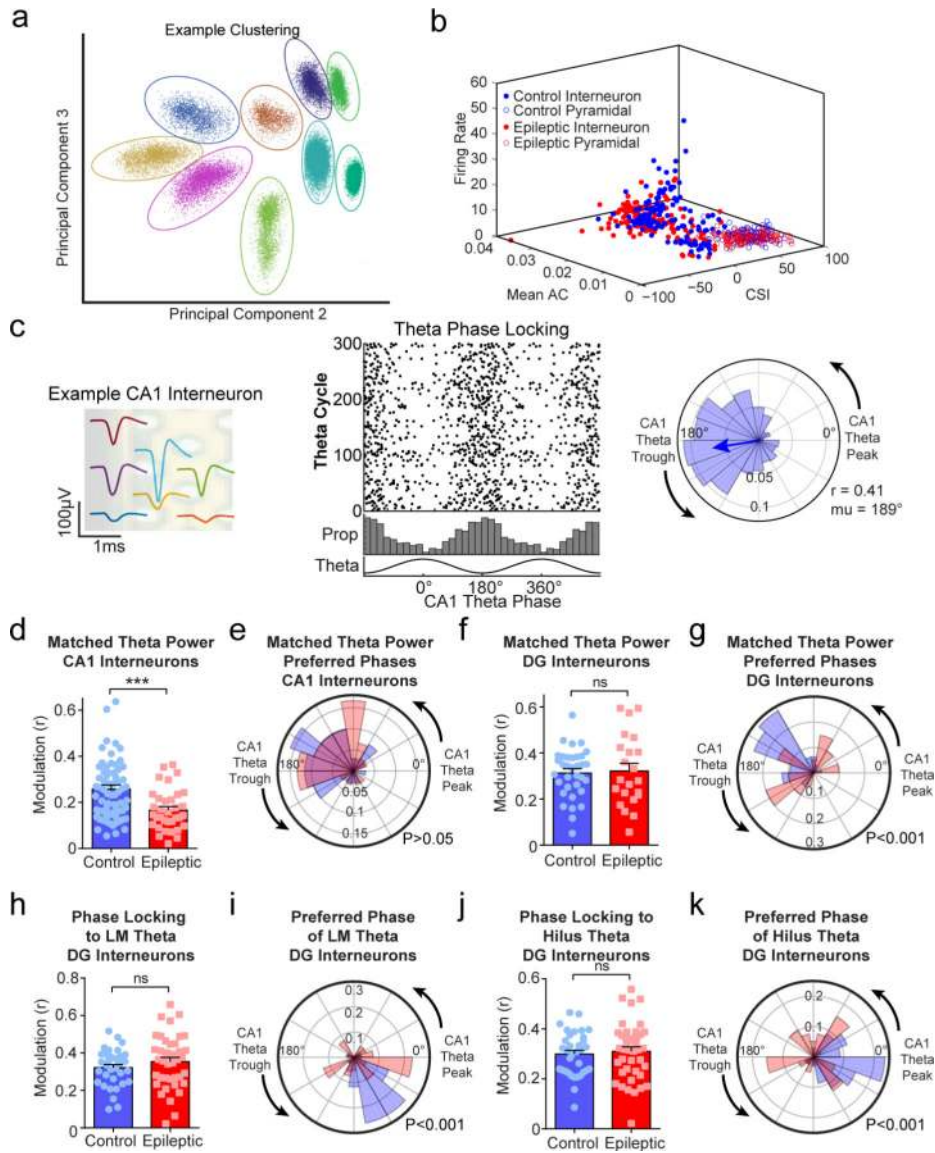 a
Example Clustering
Principal Component 3
Principal Component 2
b
Firing Rate
60
50
40
30
20
10
0
Control Interneuron
Control Pyramidal
Epileptic Interneuron
Epileptic Pyramidal
0.04
0.03
0.02
0.01
0
Mean AC
−100
−50
0
50
100
CSI
c
Example CA1 Interneuron
100µV
1ms
Theta Phase Locking
Theta Cycle
300
200
100
0
Prop
Theta
0°
180°
360°
CA1 Theta Phase
CA1
Theta
Trough
180°
0°
CA1
Theta
Peak
0.05
0.1
r = 0.41
mu = 189°
d
Matched Theta Power
CA1 Interneurons
***
Modulation (r)
0.6
0.4
0.2
0
Control
Epileptic
e
Matched Theta Power
Preferred Phases
CA1 Interneurons
CA1
Theta
Trough
180°
0°
CA1
Theta
Peak
0.05
0.1
0.15
P>0.05
f
Matched Theta Power
DG Interneurons
ns
Modulation (r)
0.6
0.4
0.2
0
Control
Epileptic
g
Matched Theta Power
Preferred Phases
DG Interneurons
CA1
Theta
Trough
180°
0°
CA1
Theta
Peak
0.1
0.2
0.3
P<0.001
h
Phase Locking
to LM Theta
DG Interneurons
ns
Modulation (r)
0.8
0.6
0.4
0.2
0
Control
Epileptic
i
Preferred Phase
of LM Theta
DG Interneurons
0.3
0.2
0.1
CA1
Theta
Trough
180°
0°
CA1
Theta
Peak
P<0.001
j
Phase Locking to
Hilus Theta
DG Interneurons
ns
Modulation (r)
0.6
0.4
0.2
0
Control
Epileptic
k
Preferred Phase
of Hilus Theta
DG Interneurons
0.2
0.1
CA1
Theta
Trough
180°
0°
CA1
Theta
Peak
P<0.001